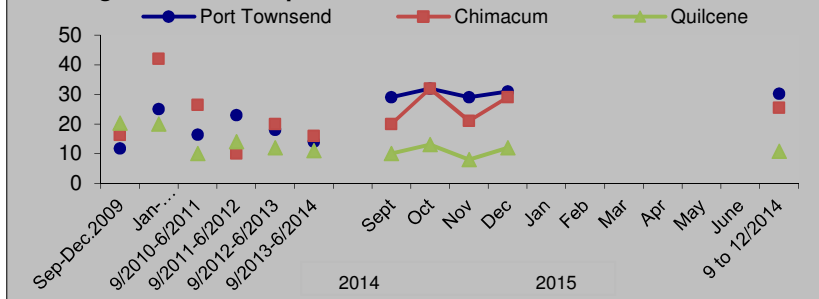 Port Townsend Chimacum Quilcene
50
40
30
20
10
0
Sep-Dec.2009
Jan-...
9/2010-6/2011
9/2011-6/2012
9/2012-6/2013
9/2013-6/2014
Sept
Oct
Nov
Dec
Jan
Feb
Mar
Apr
May
June
9 to 12/2014
2014 2015